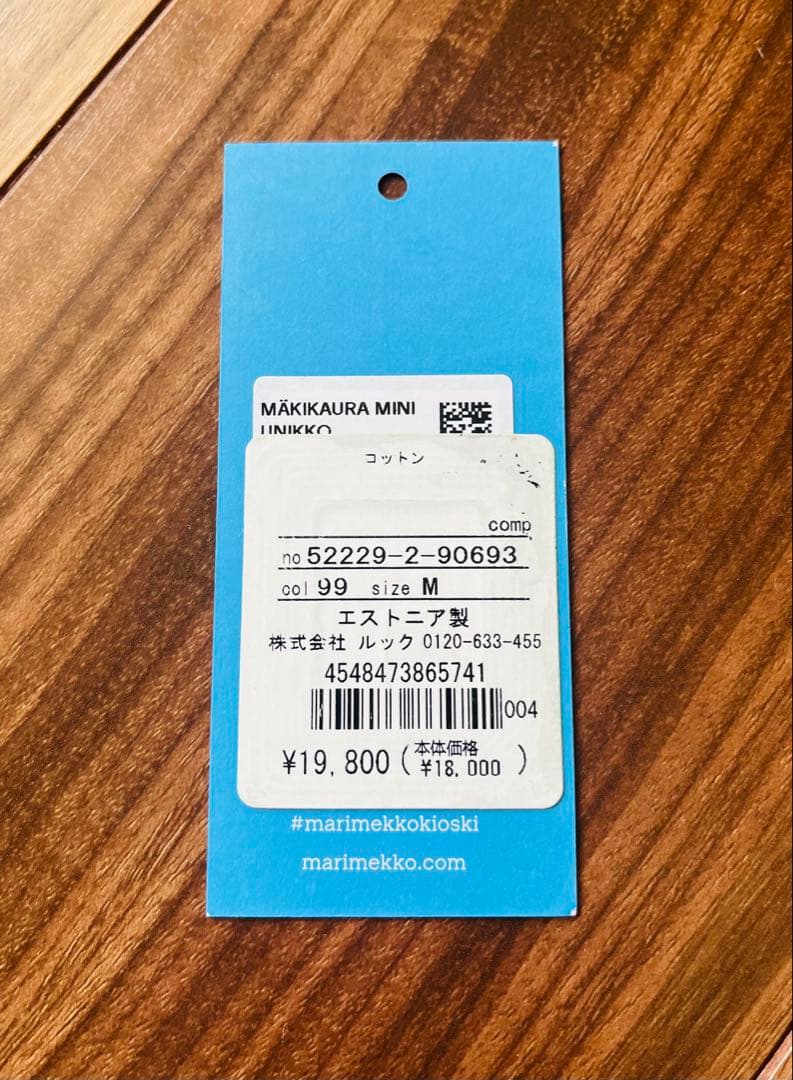 MÄKIKAURA MINI
UNIKKO
コットン
comp
no 52229-2-90693
col 99 size M
エストニア製
株式会社 ルック 0120-633-455
4548473865741
004
¥19,800 (本体価格 ¥18,000)
#marimekkokioski
marimekko.com